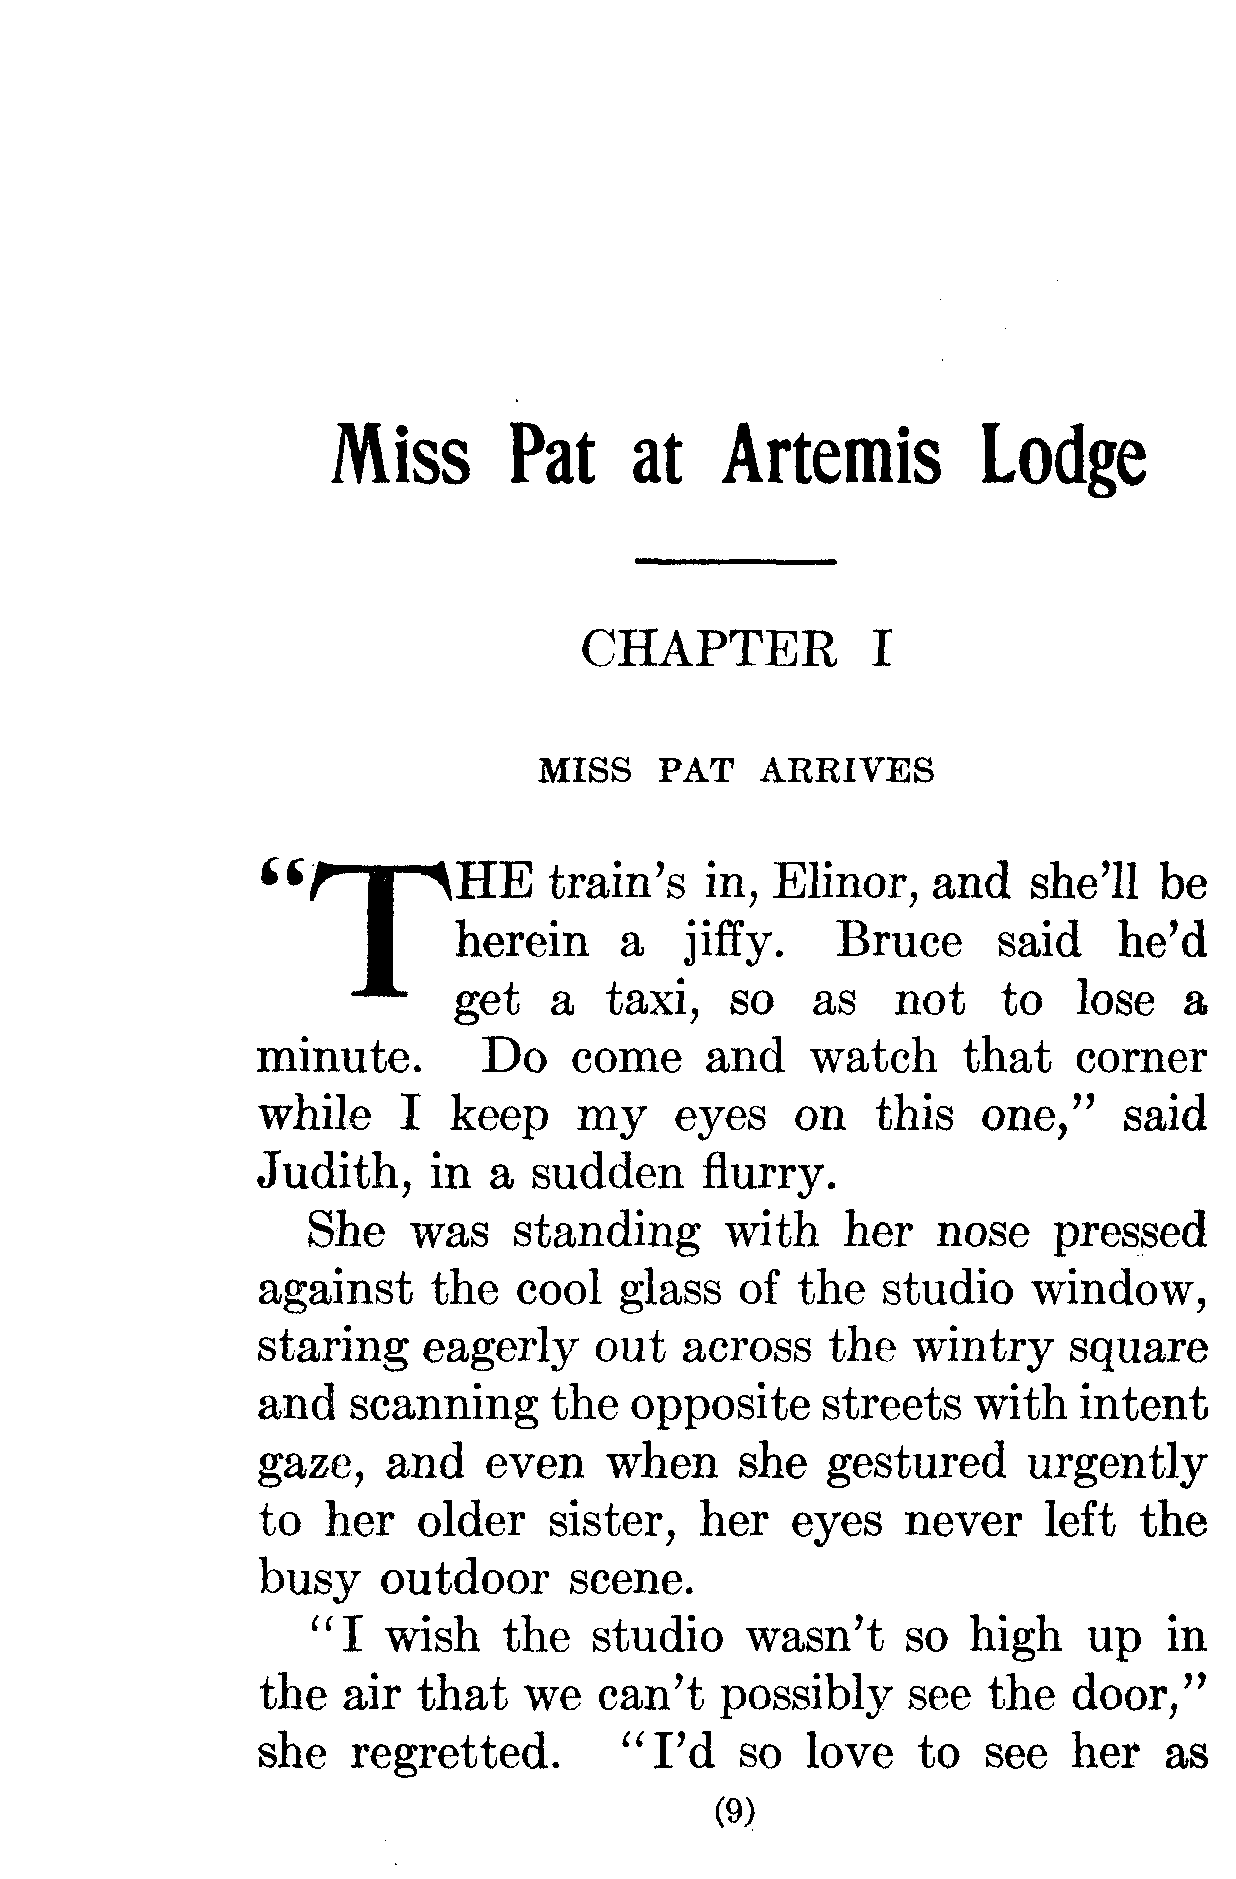 Miss Pat at Artemis Lodge
CHAPTER I
MISS PAT ARRIVES
“THE train’s in, Elinor, and she’ll be
herein a jiffy. Bruce said he’d
get a taxi, so as not to lose a
minute. Do come and watch that corner
while I keep my eyes on this one,” said
Judith, in a sudden flurry.
She was standing with her nose pressed
against the cool glass of the studio window,
staring eagerly out across the wintry square
and scanning the opposite streets with intent
gaze, and even when she gestured urgently
to her older sister, her eyes never left the
busy outdoor scene.
“I wish the studio wasn’t so high up in
the air that we can’t possibly see the door,”
she regretted. “I’d so love to see her as
(9)